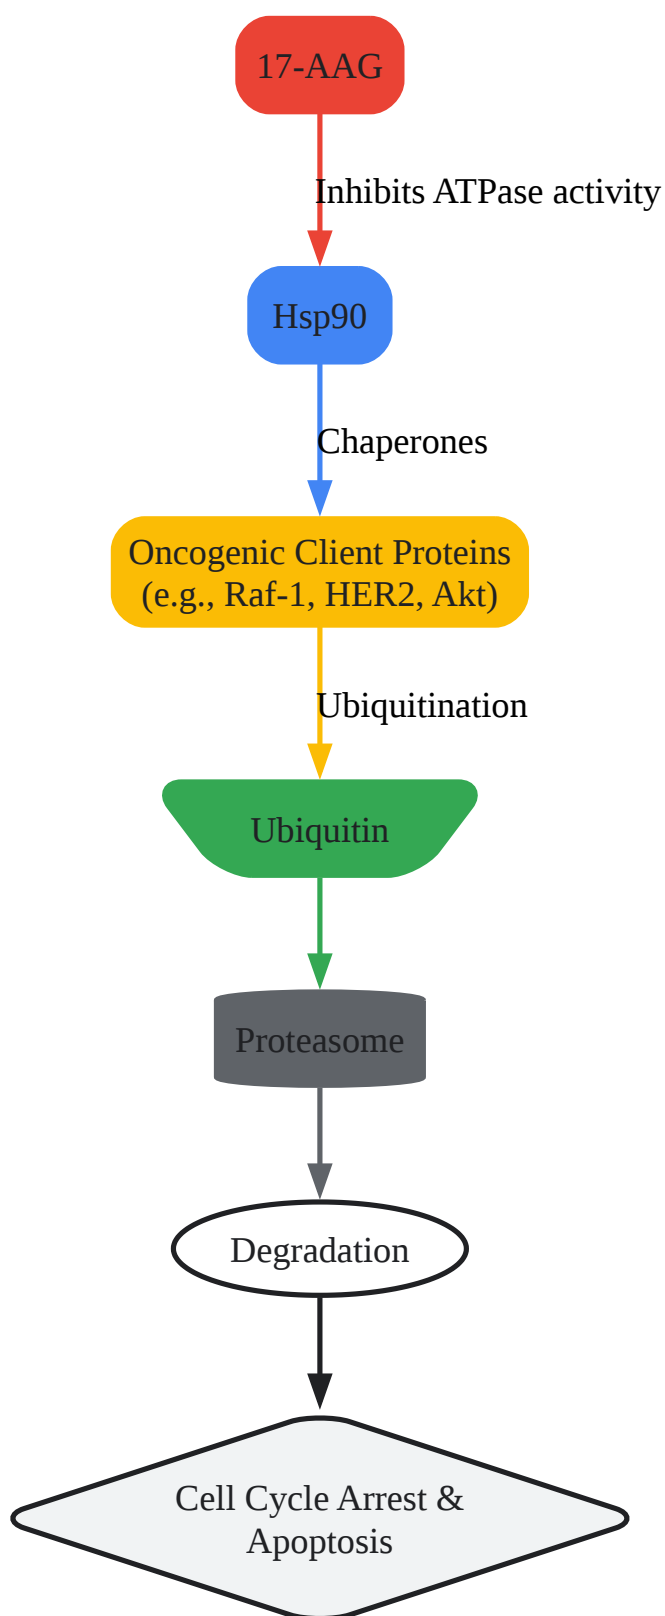 17-AAG
Inhibits ATPase activity
Hsp90
Chaperones
Oncogenic Client Proteins
(e.g., Raf-1, HER2, Akt)
Ubiquitination
Ubiquitin
Proteasome
Degradation
Cell Cycle Arrest &
Apoptosis